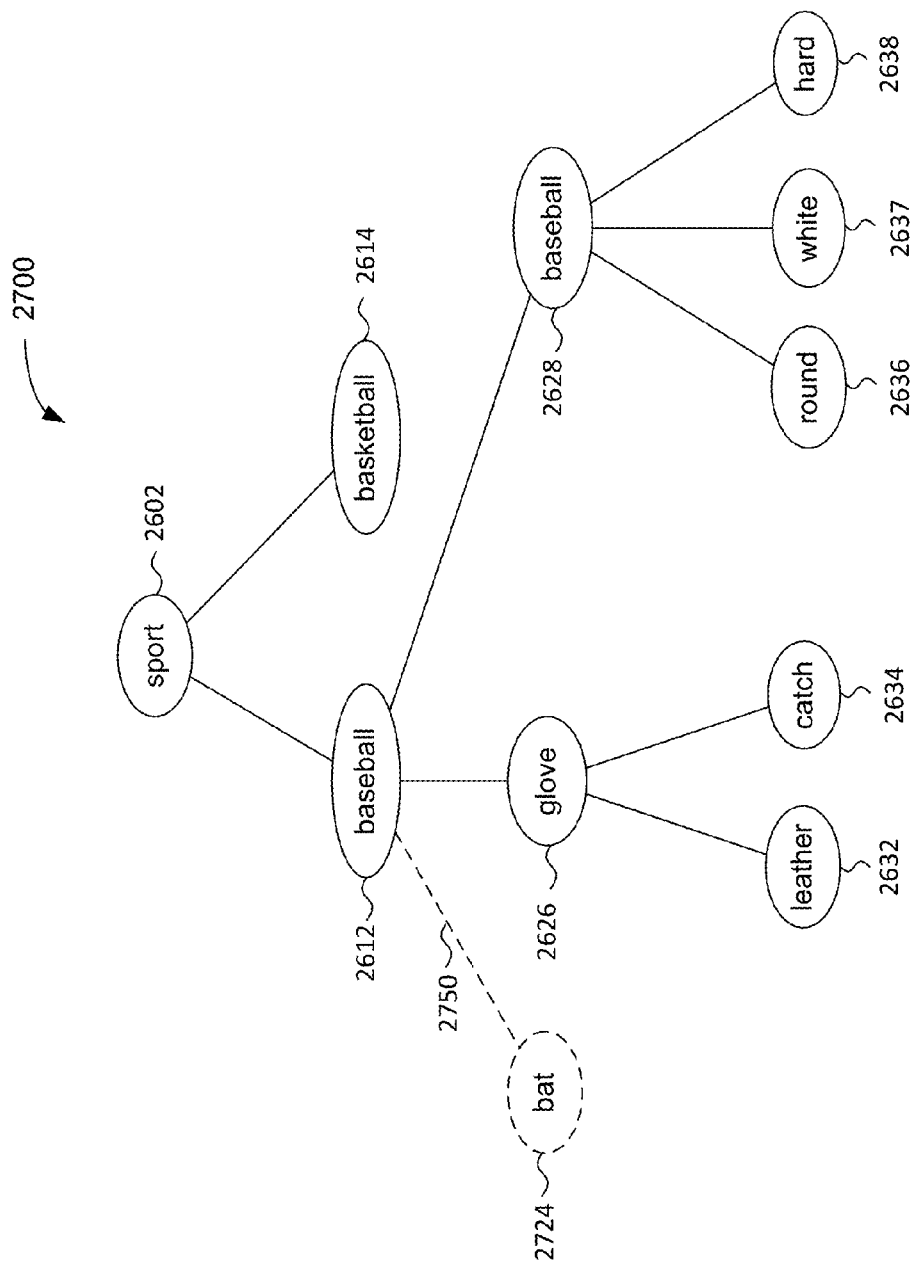 2700
sport
2602
baseball
2612
basketball
2614
2750
bat
2724
glove
2626
baseball
2628
leather
2632
catch
2634
round
2636
white
2637
hard
2638